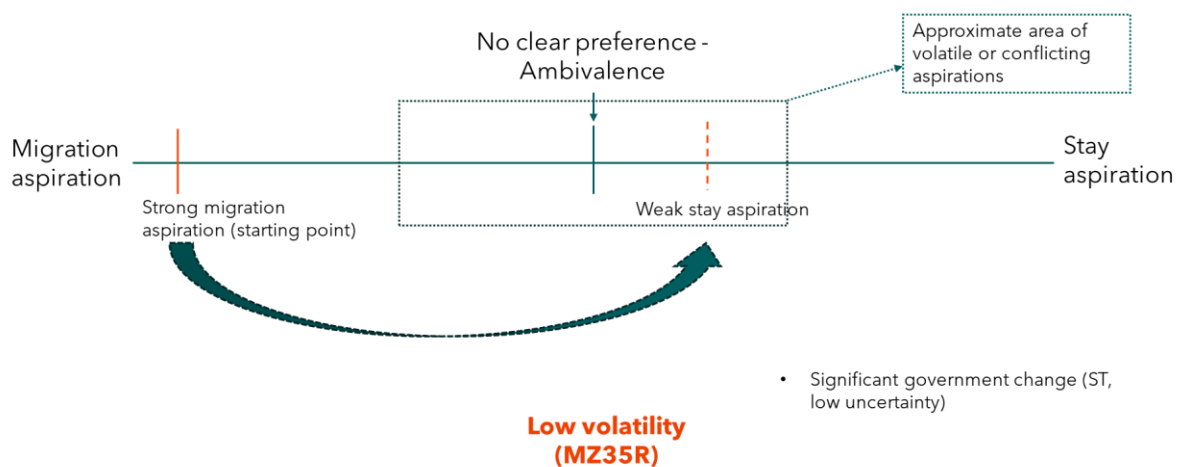 No clear preference -
Ambivalence
Approximate area of
volatile or conflicting
aspirations
Migration
aspiration
Stay
aspiration
Strong migration
aspiration (starting point)
Weak stay aspiration
• Significant government change (ST,
low uncertainty)
Low volatility
(MZ35R)